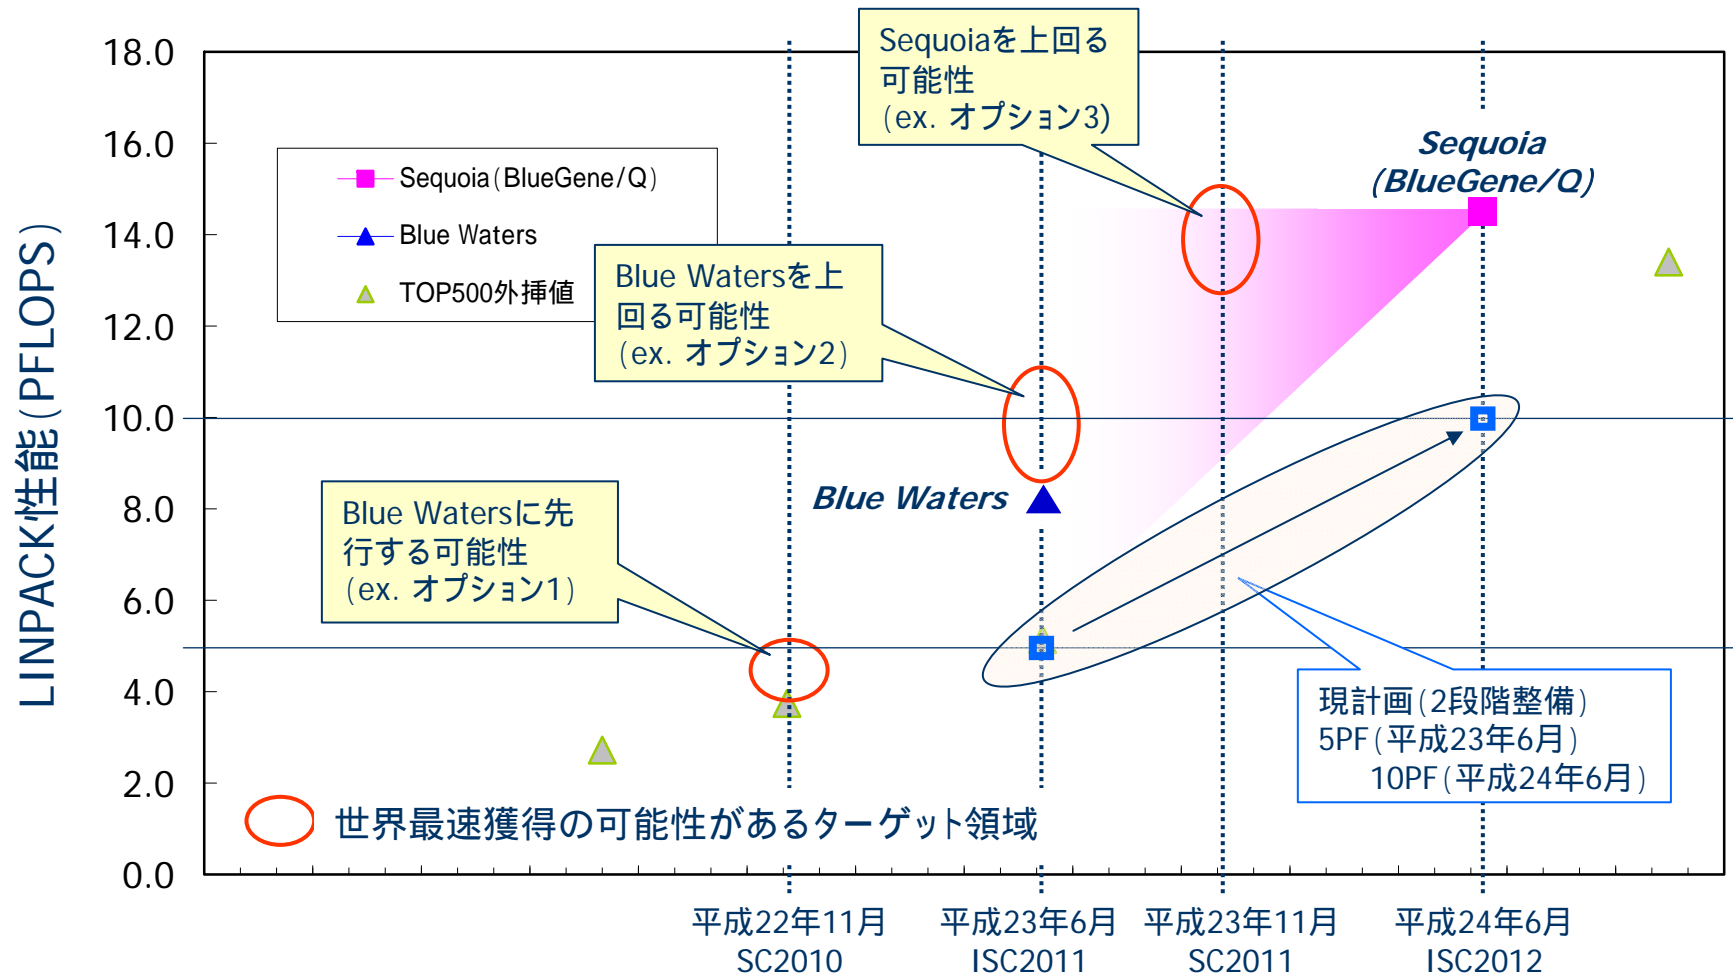 LINPACK性能(PFLOPS)
18.0
16.0
14.0
12.0
10.0
8.0
6.0
4.0
2.0
0.0
Sequoia(BlueGene/Q)
Blue Waters
TOP500外挿値
Sequoiaを上回る
可能性
(ex. オプション3)
Sequoia
(BlueGene/Q)
Blue Watersを上
回る可能性
(ex. オプション2)
Blue Waters
Blue Watersに先
行する可能性
(ex. オプション1)
現計画(2段階整備)
5PF(平成23年6月)
10PF(平成24年6月)
世界最速獲得の可能性があるターゲット領域
平成22年11月
SC2010
平成23年6月
ISC2011
平成23年11月
SC2011
平成24年6月
ISC2012